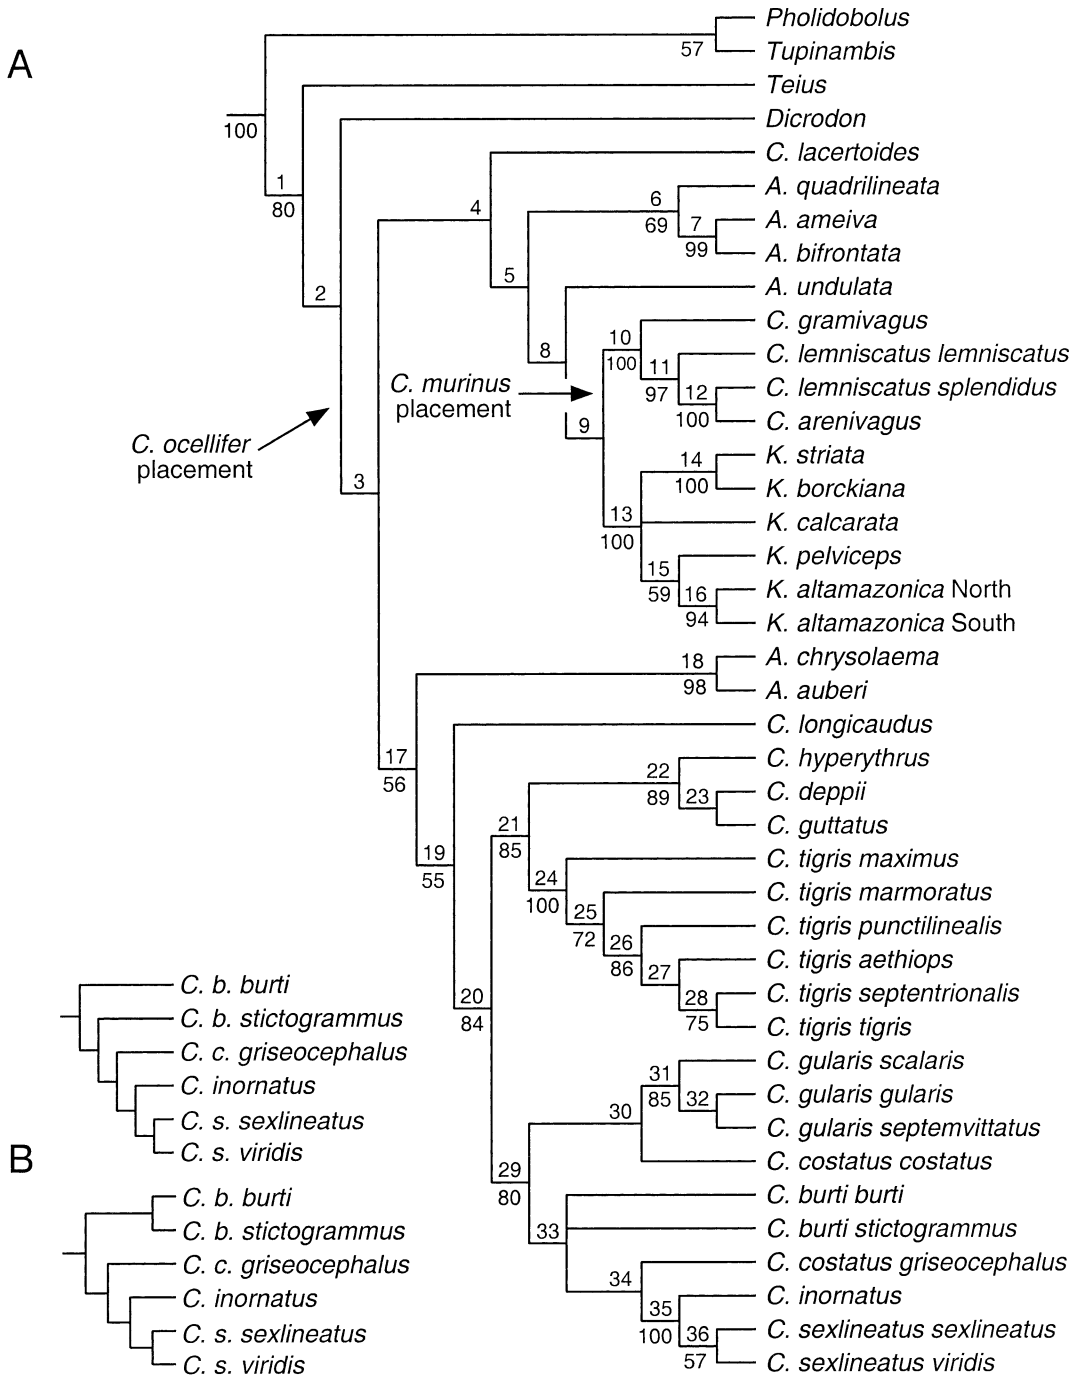 A
Pholidobolus
57
Tupinambis
Teius
100
Dicrodon
C. lacertoides
1
80
4
6
69
A. quadrilineata
7
99
A. ameiva
A. bifrontata
2
5
A. undulata
8
10
100
C. gramivagus
11
97
C. lemniscatus lemniscatus
C. murinus
placement
12
100
C. lemniscatus splendidus
C. arenivagus
C. ocellifer
placement
9
3
14
100
K. striata
K. borckiana
13
100
K. calcarata
15
59
K. pelviceps
16
94
K. altamazonica North
K. altamazonica South
18
98
A. chrysolaema
A. auberi
17
56
C. longicaudus
22
89
C. hyperythrus
23
C. deppii
C. guttatus
21
85
19
55
24
100
C. tigris maximus
25
72
C. tigris marmoratus
26
86
C. tigris punctilinealis
27
C. tigris aethiops
28
75
C. tigris septentrionalis
C. tigris tigris
20
84
31
85
C. gularis scalaris
32
C. gularis gularis
C. gularis septemvittatus
30
C. costatus costatus
29
80
C. burti burti
33
C. burti stictogrammus
34
C. costatus griseocephalus
35
100
C. inornatus
36
57
C. sexlineatus sexlineatus
C. sexlineatus viridis
C. b. burti
C. b. stictogrammus
C. c. griseocephalus
C. inornatus
C. s. sexlineatus
C. s. viridis
B
C. b. burti
C. b. stictogrammus
C. c. griseocephalus
C. inornatus
C. s. sexlineatus
C. s. viridis